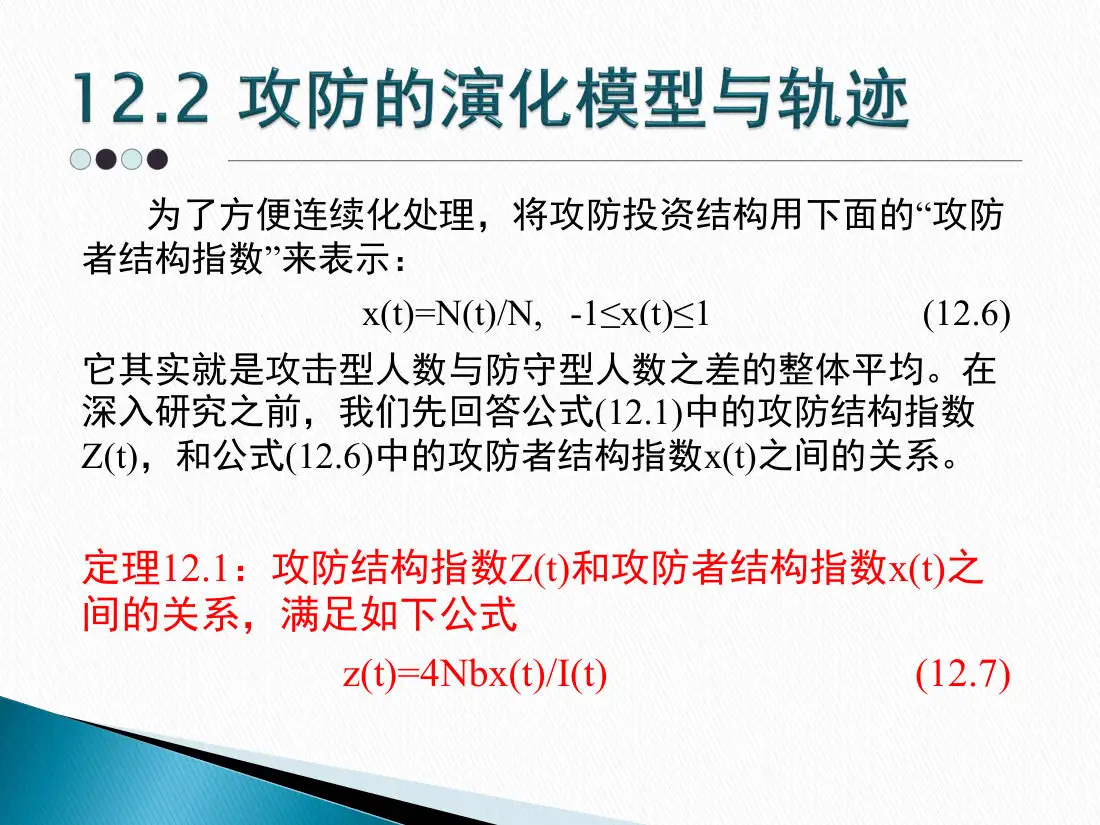 12.2 攻防的演化模型与轨迹
为了方便连续化处理，将攻防投资结构用下面的“攻防
者结构指数”来表示：
x(t)=N(t)/N, -1≤x(t)≤1 (12.6)
它其实就是攻击型人数与防守型人数之差的整体平均。在
深入研究之前，我们先回答公式(12.1)中的攻防结构指数
Z(t)，和公式(12.6)中的攻防者结构指数x(t)之间的关系。
定理12.1：攻防结构指数Z(t)和攻防者结构指数x(t)之
间的关系，满足如下公式
z(t)=4Nbx(t)/I(t) (12.7)